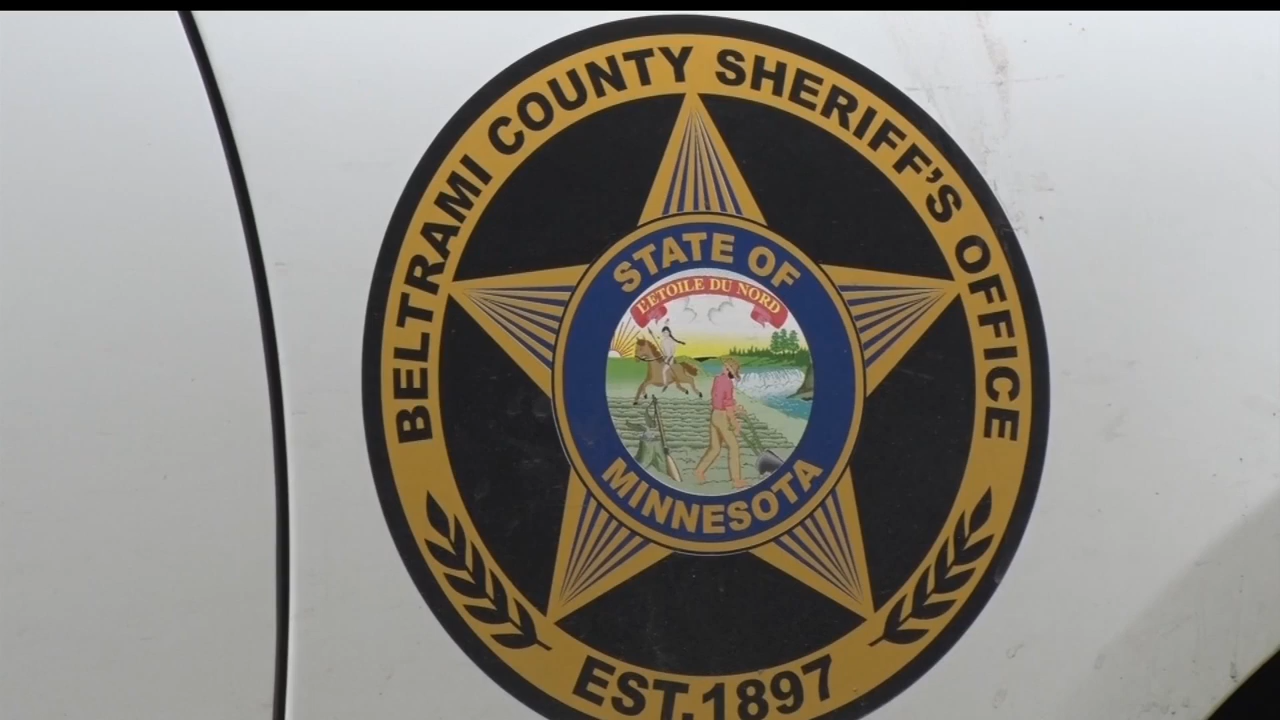 BELTRAMI COUNTY SHERIFF'S OFFICE
STATE OF
L'ETOILE DU NORD
MINNESOTA
EST.1897